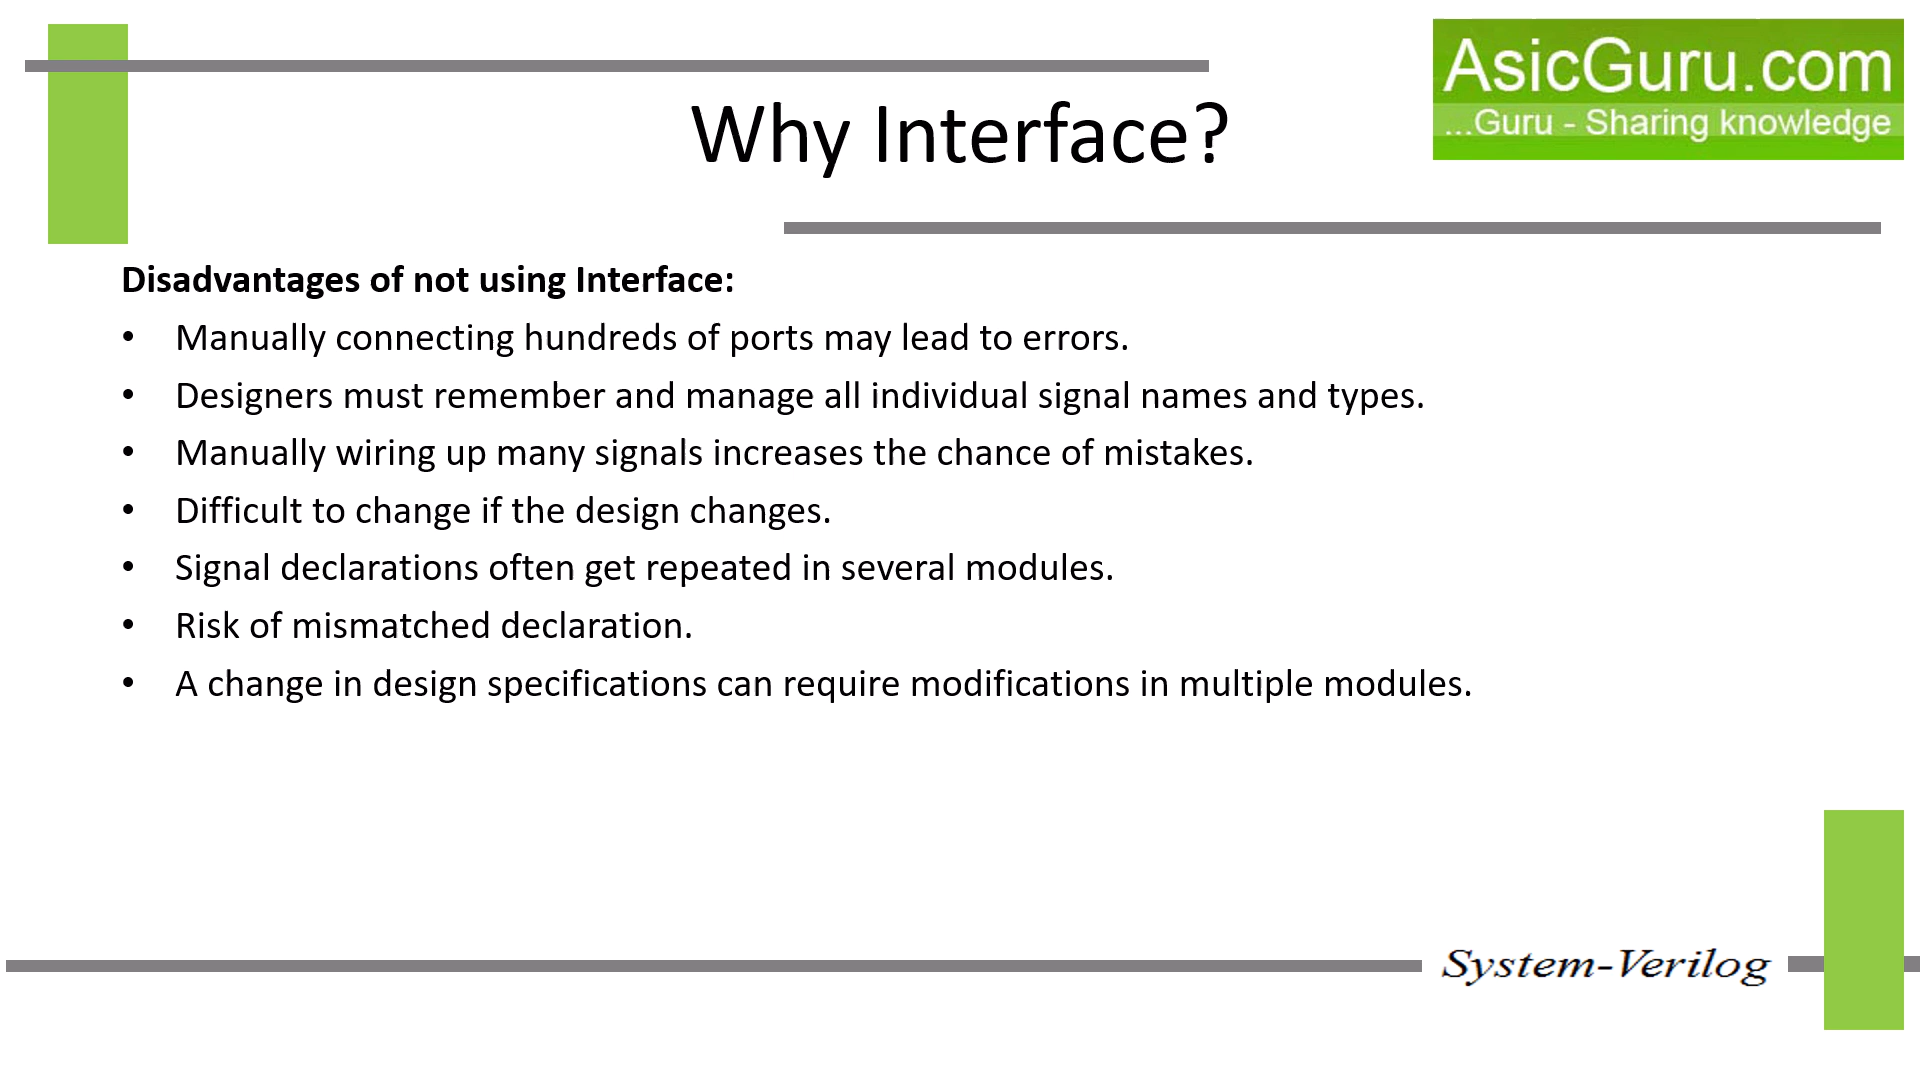 AsicGuru.com
...Guru - Sharing knowledge
Why Interface?
Disadvantages of not using Interface:
• Manually connecting hundreds of ports may lead to errors.
• Designers must remember and manage all individual signal names and types.
• Manually wiring up many signals increases the chance of mistakes.
• Difficult to change if the design changes.
• Signal declarations often get repeated in several modules.
• Risk of mismatched declaration.
• A change in design specifications can require modifications in multiple modules.
System-Verilog